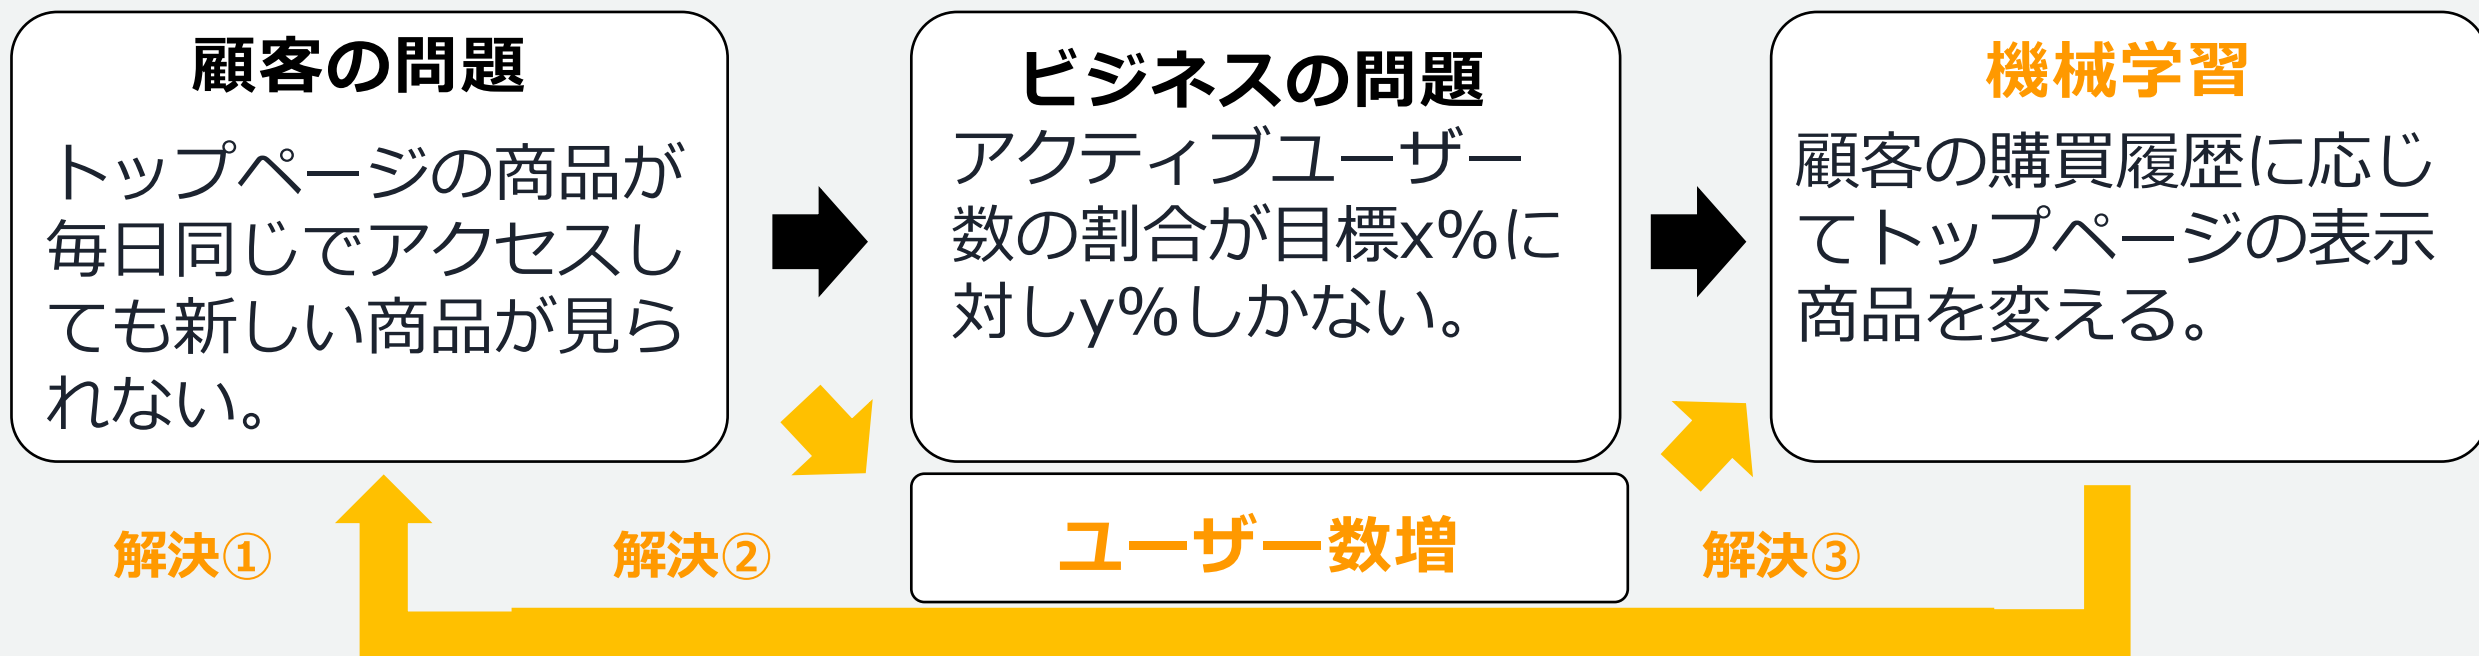 顧客の問題
トップページの商品が
毎日同じでアクセスし
ても新しい商品が見ら
れない。
ビジネスの問題
アクティブユーザー
数の割合が目標x%に
対しy%しかない。
機械学習
顧客の購買履歴に応じ
てトップページの表示
商品を変える。
解決①
解決②
ユーザー数増
解決③